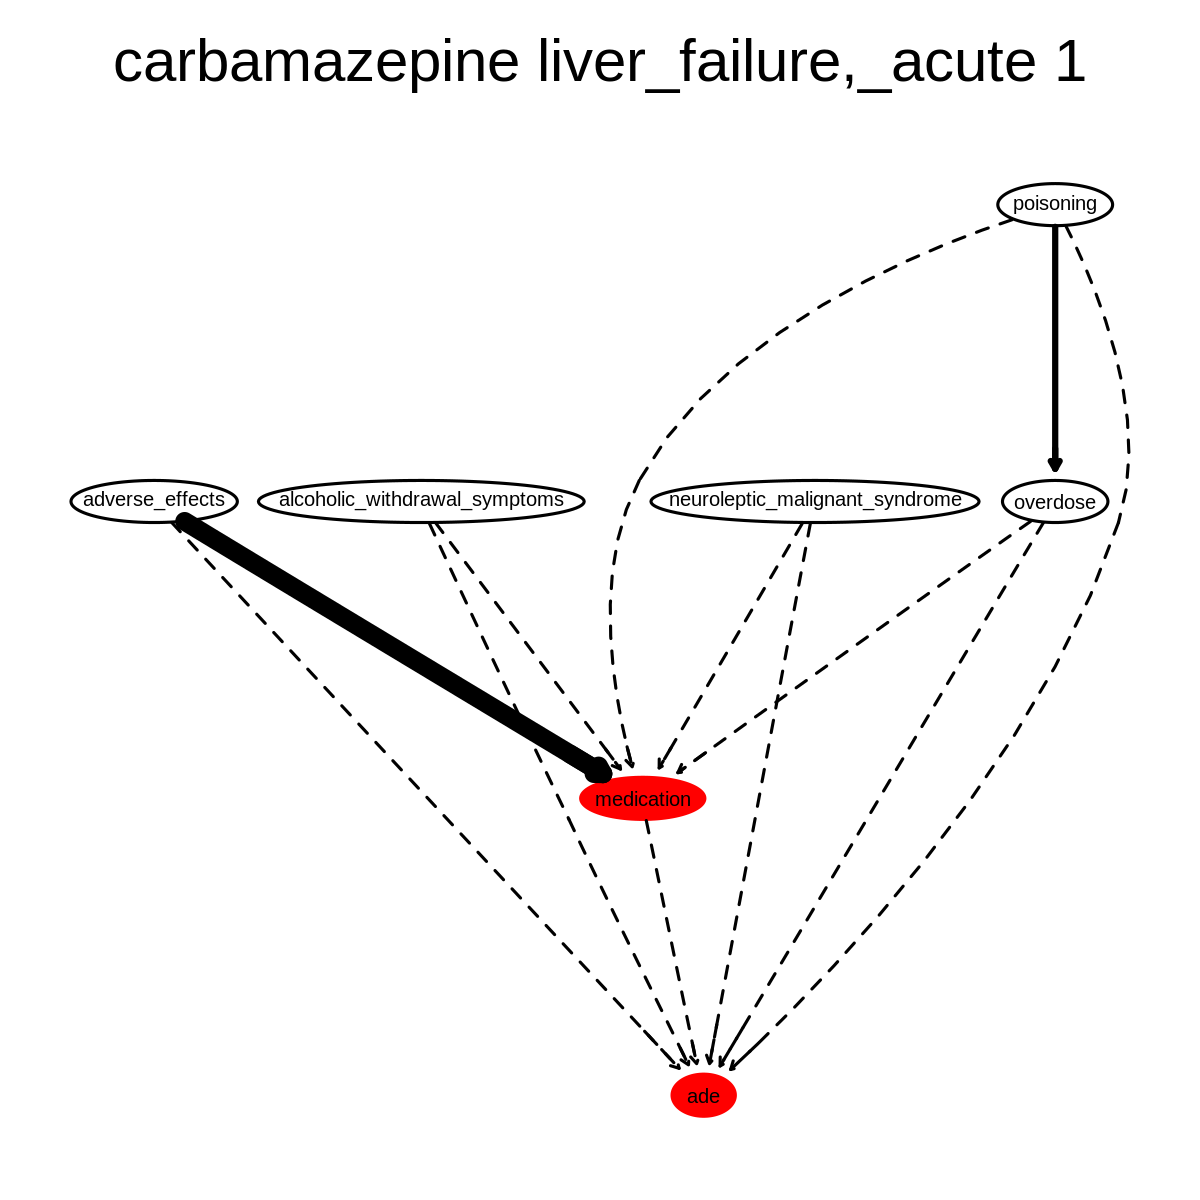 carbamazepine liver_failure,_acute 1
poisoning
adverse_effects
alcoholic_withdrawal_symptoms
neuroleptic_malignant_syndrome
overdose
medication
ade